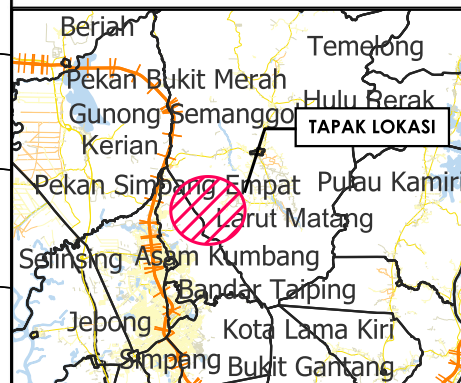 Beriah
Temelong
Pekan Bukit Merah
Hulu Perak
Gunong Semanggo
TAPAK LOKASI
Kerian
Pekan Simpang Empat
Pulau Kamiri
Larut Matang
Selinsing
Asam Kumbang
Bandar Taiping
Jebong
Kota Lama Kiri
Simpang
Bukit Gantang